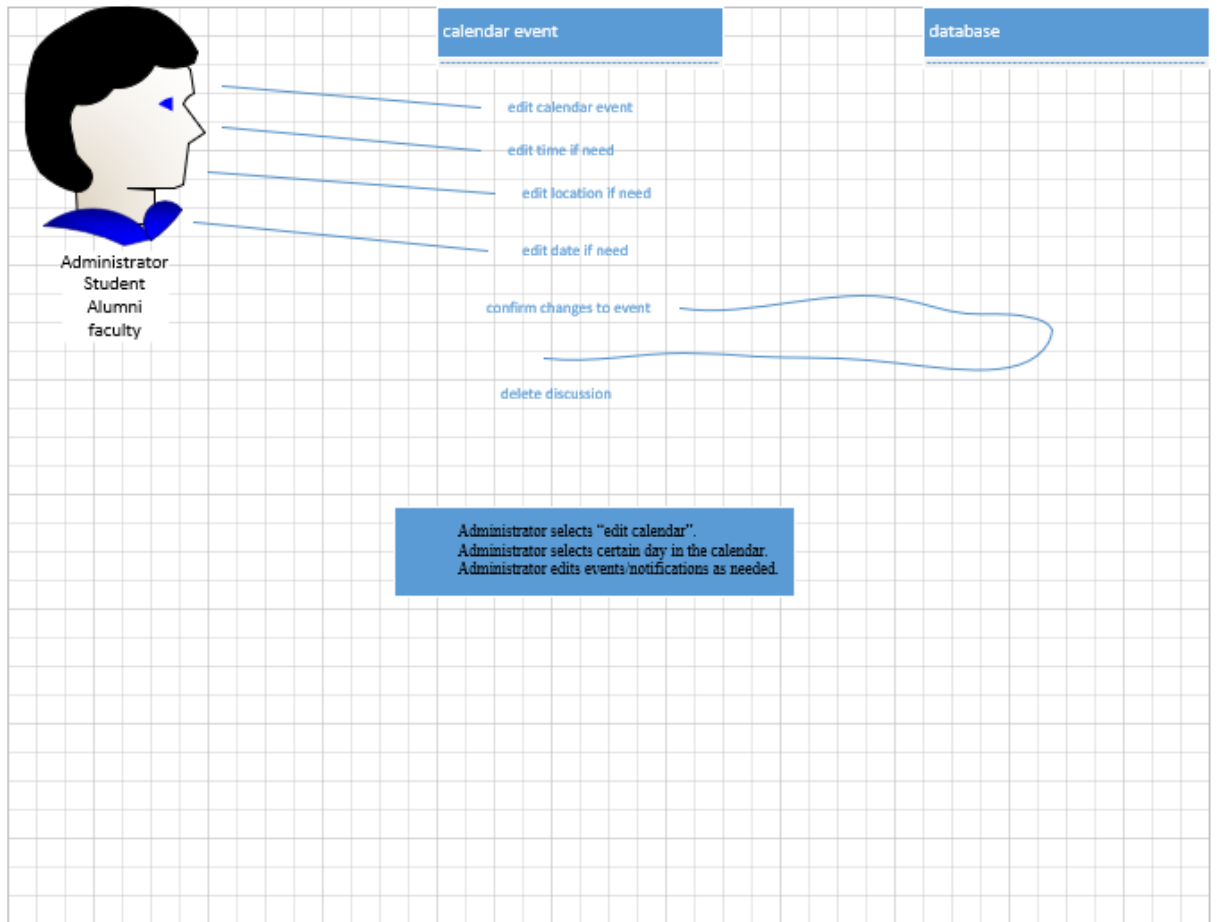 calendar event
database
edit calendar event
edit time if need
edit location if need
edit date if need
Administrator
Student
Alumni
faculty
confirm changes to event
delete discussion
Administrator selects “edit calendar”.
Administrator selects certain day in the calendar.
Administrator edits events/notifications as needed.